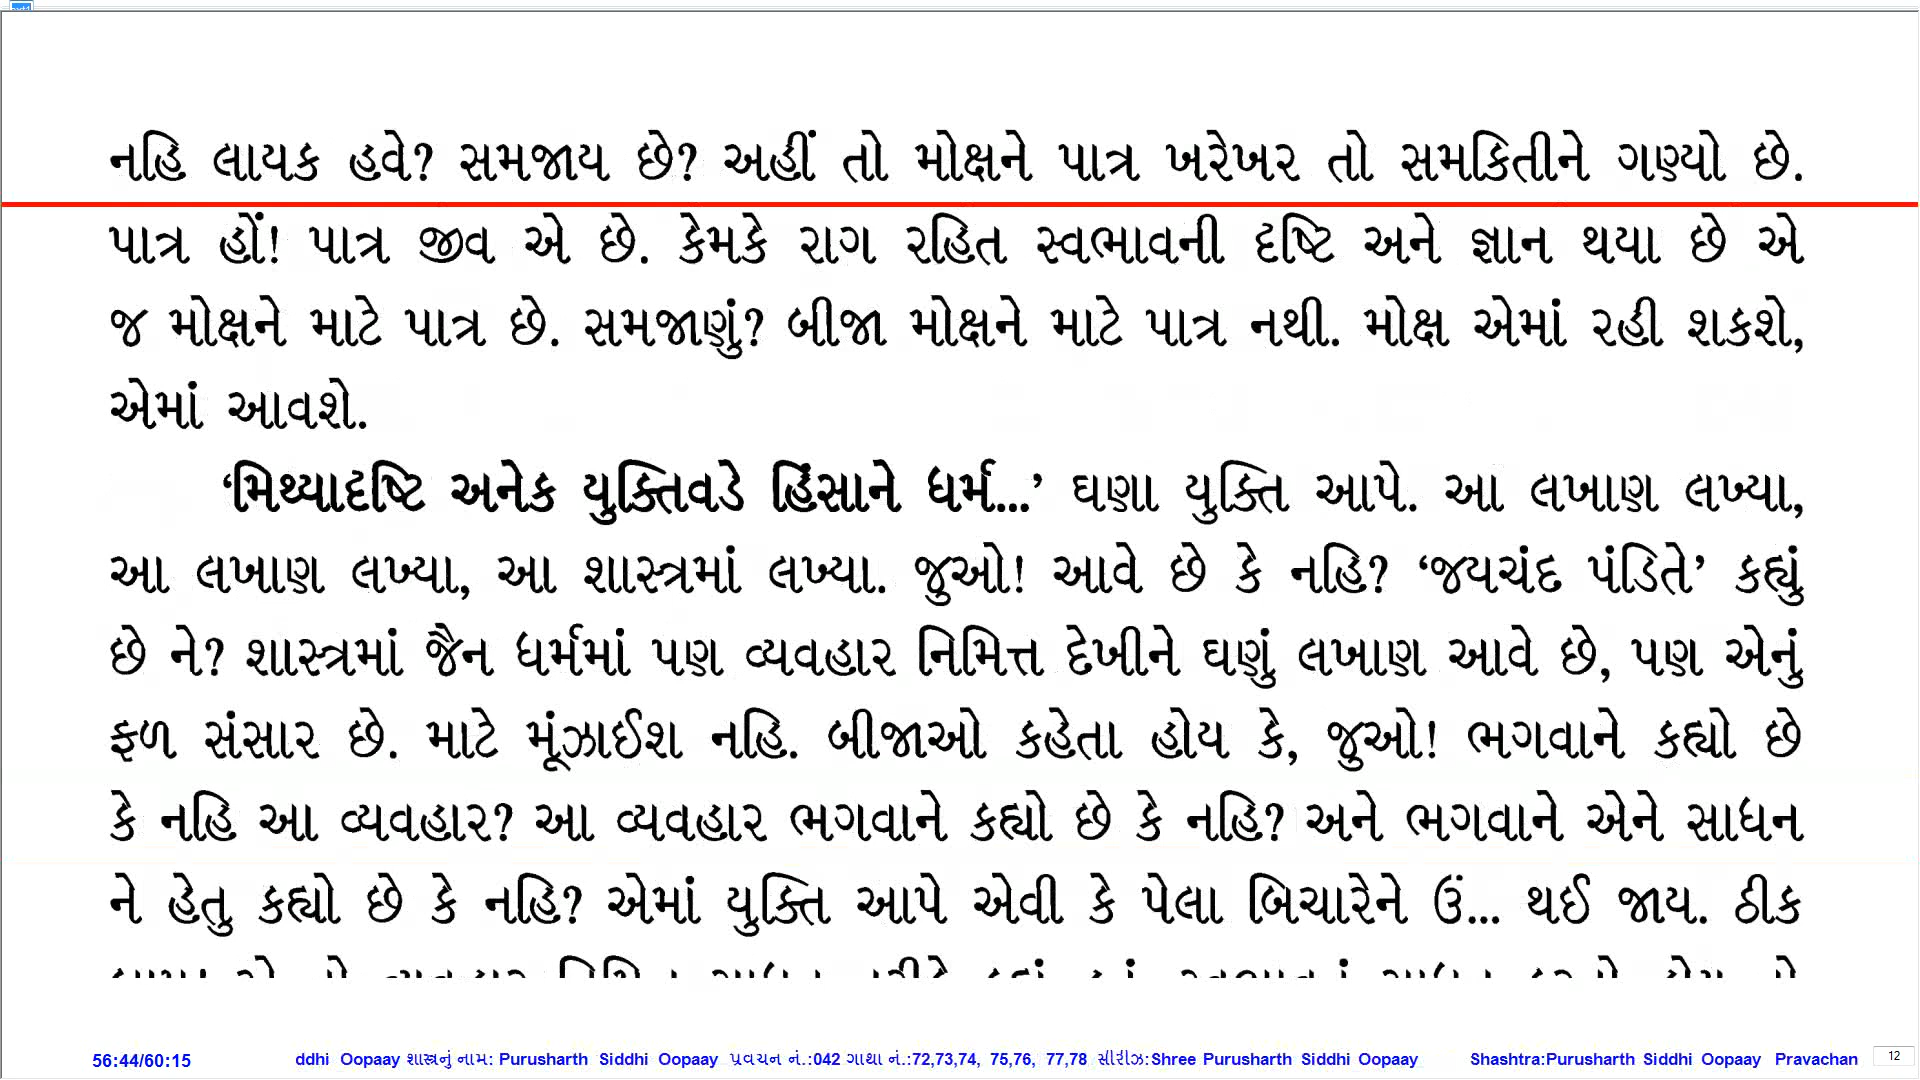 નહિ લાયક હવે? સમજાય છે? અહીં તો મોક્ષને પાત્ર ખરેખર તો સમકિતીને ગણ્યો છે.
પાત્ર હોં! પાત્ર જીવ એ છે. કેમકે રાગ રહિત સ્વભાવની દૃષ્ટિ અને જ્ઞાન થયા છે એ
જ મોક્ષને માટે પાત્ર છે. સમજાણું? બીજા મોક્ષને માટે પાત્ર નથી. મોક્ષ એમાં રહી શકશે,
એમાં આવશે.
‘મિથ્યાદૃષ્ટિ અનેક યુક્તિવડે હિંસાને ધર્મ...’ ઘણા યુક્તિ આપે. આ લખાણ લખ્યા,
આ લખાણ લખ્યા, આ શાસ્ત્રમાં લખ્યા. જુઓ! આવે છે કે નહિ? ‘જયચંદ પંડિતે’ કહ્યું
છે ને? શાસ્ત્રમાં જૈન ધર્મમાં પણ વ્યવહાર નિમિત્ત દેખીને ઘણું લખાણ આવે છે, પણ એનું
ફળ સંસાર છે. માટે મૂંઝાઈશ નહિ. બીજાઓ કહેતા હોય કે, જુઓ! ભગવાને કહ્યો છે
કે નહિ આ વ્યવહાર? આ વ્યવહાર ભગવાને કહ્યો છે કે નહિ? અને ભગવાને એને સાધન
ને હેતુ કહ્યો છે કે નહિ? એમાં યુક્તિ આપે એવી કે પેલા બિચારેને ઉં... થઈ જાય. ઠીક
56:44/60:15 ddhi Oopaay શાસ્ત્રનું નામ: Purusharth Siddhi Oopaay પ્રવચન નં.:042 ગાથા નં.:72,73,74, 75,76, 77,78 સીરીઝ:Shree Purusharth Siddhi Oopaay Shashtra:Purusharth Siddhi Oopaay Pravachan 12